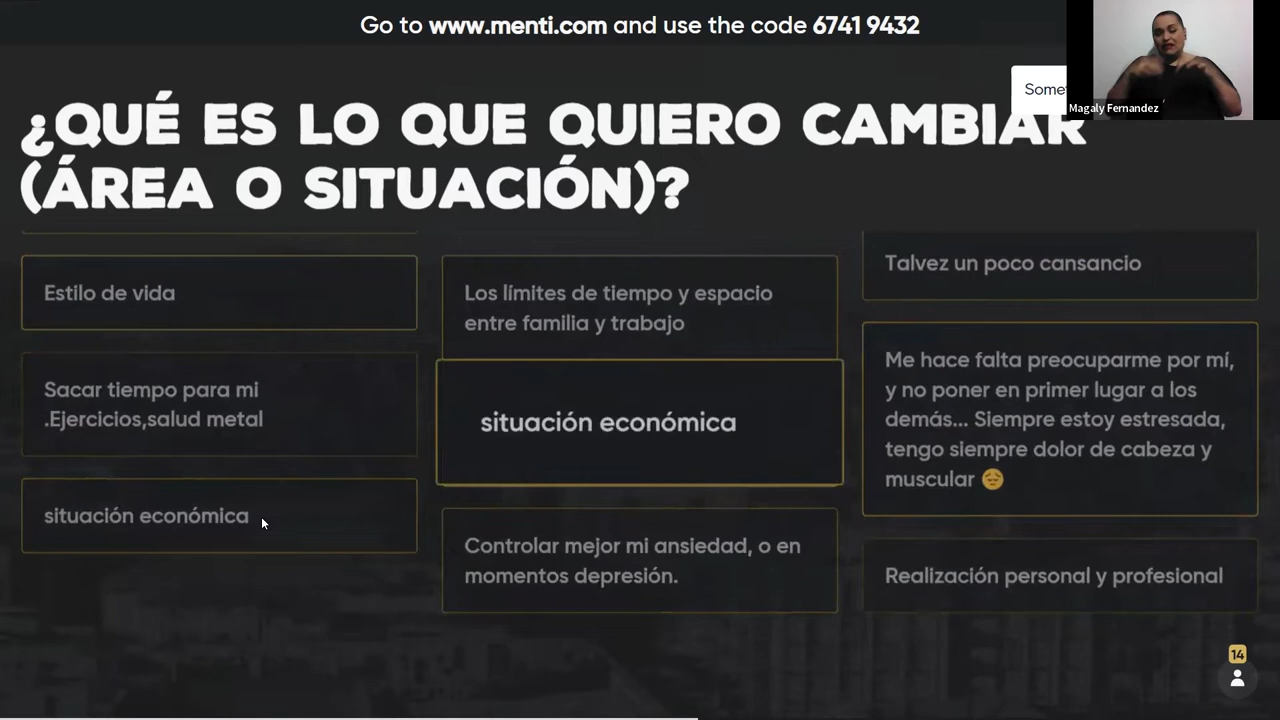 Go to www.menti.com and use the code 6741 9432
Magaly Fernandez
¿QUÉ ES LO QUE QUIERO CAMBIAR
(ÁREA O SITUACIÓN)?
Estilo de vida
Sacar tiempo para mi
.Ejercicios,salud metal
situación económica
Los límites de tiempo y espacio
entre familia y trabajo
situación económica
Controlar mejor mi ansiedad, o en
momentos depresión.
Talvez un poco cansancio
Me hace falta preocuparme por mí,
y no poner en primer lugar a los
demás... Siempre estoy estresada,
tengo siempre dolor de cabeza y
muscular 😔
Realización personal y profesional
14